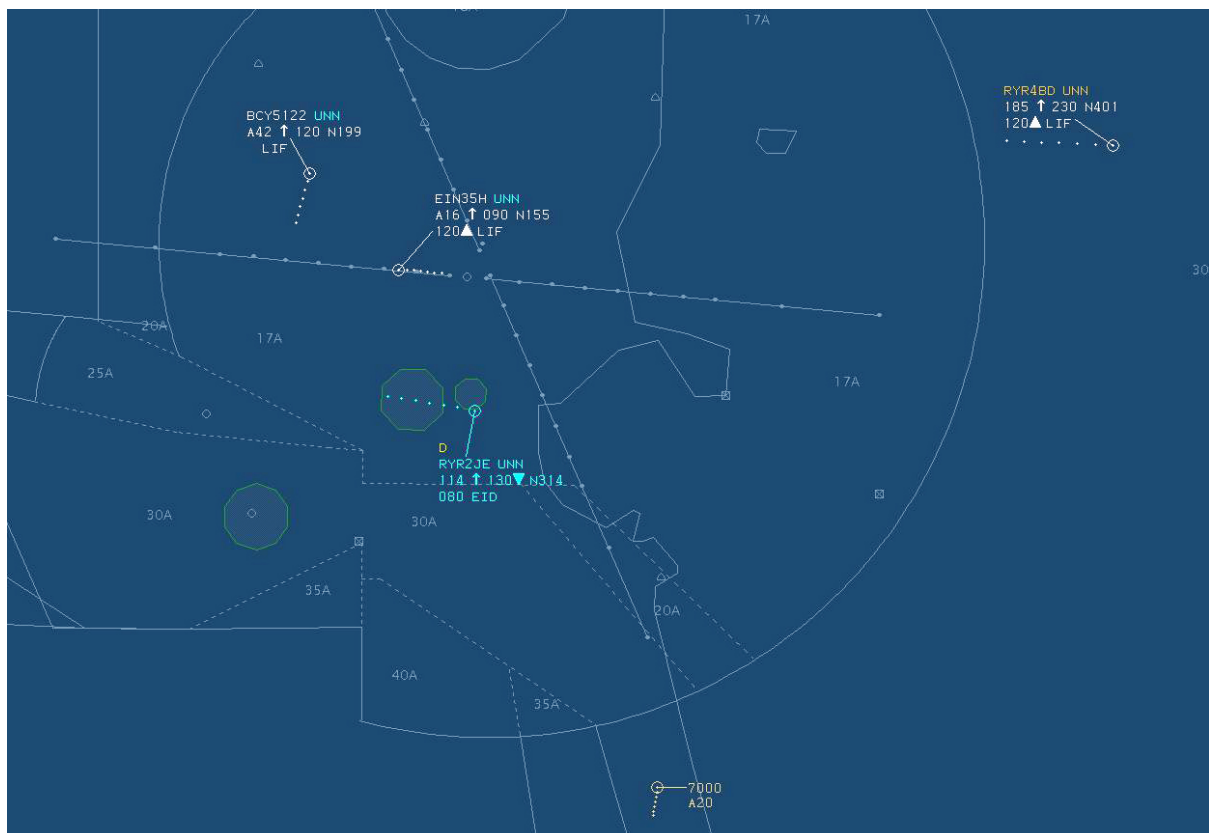 17A
RYR4BD UNN
185 ↑ 230 N401
120▲ LIF
BCY5122 UNN
A42 ↑ 120 N199
LIF
EIN35H UNN
A16 ↑ 090 N155
120▲ LIF
20A
17A
25A
17A
D
RYR2JE UNN
114 ↑ 130▼N314
080 EID
30A
30A
35A
20A
40A
35A
7000
A20